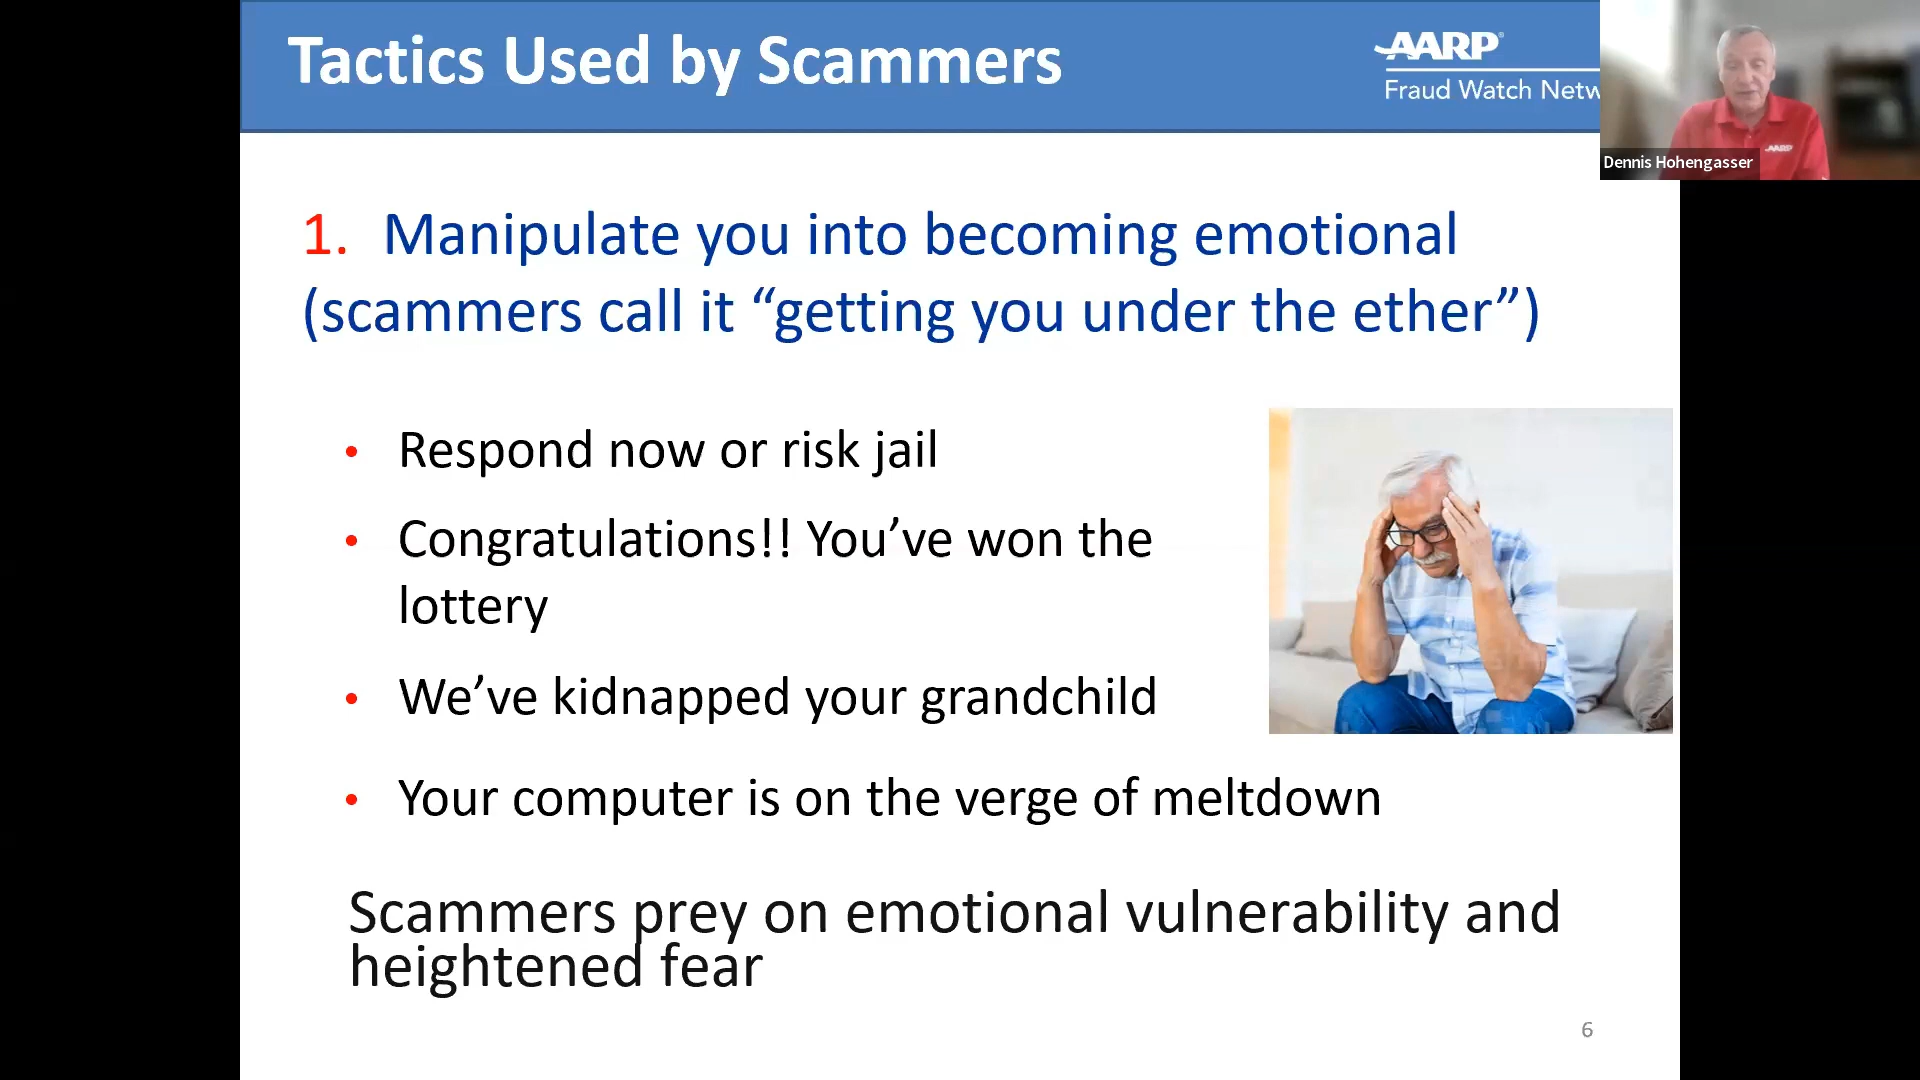 Tactics Used by Scammers
AARP®
Fraud Watch Netw
Dennis Hohengasser
AARP
1. Manipulate you into becoming emotional
(scammers call it “getting you under the ether”)
• Respond now or risk jail
• Congratulations!! You’ve won the
lottery
• We’ve kidnapped your grandchild
• Your computer is on the verge of meltdown
Scammers prey on emotional vulnerability and
heightened fear
6